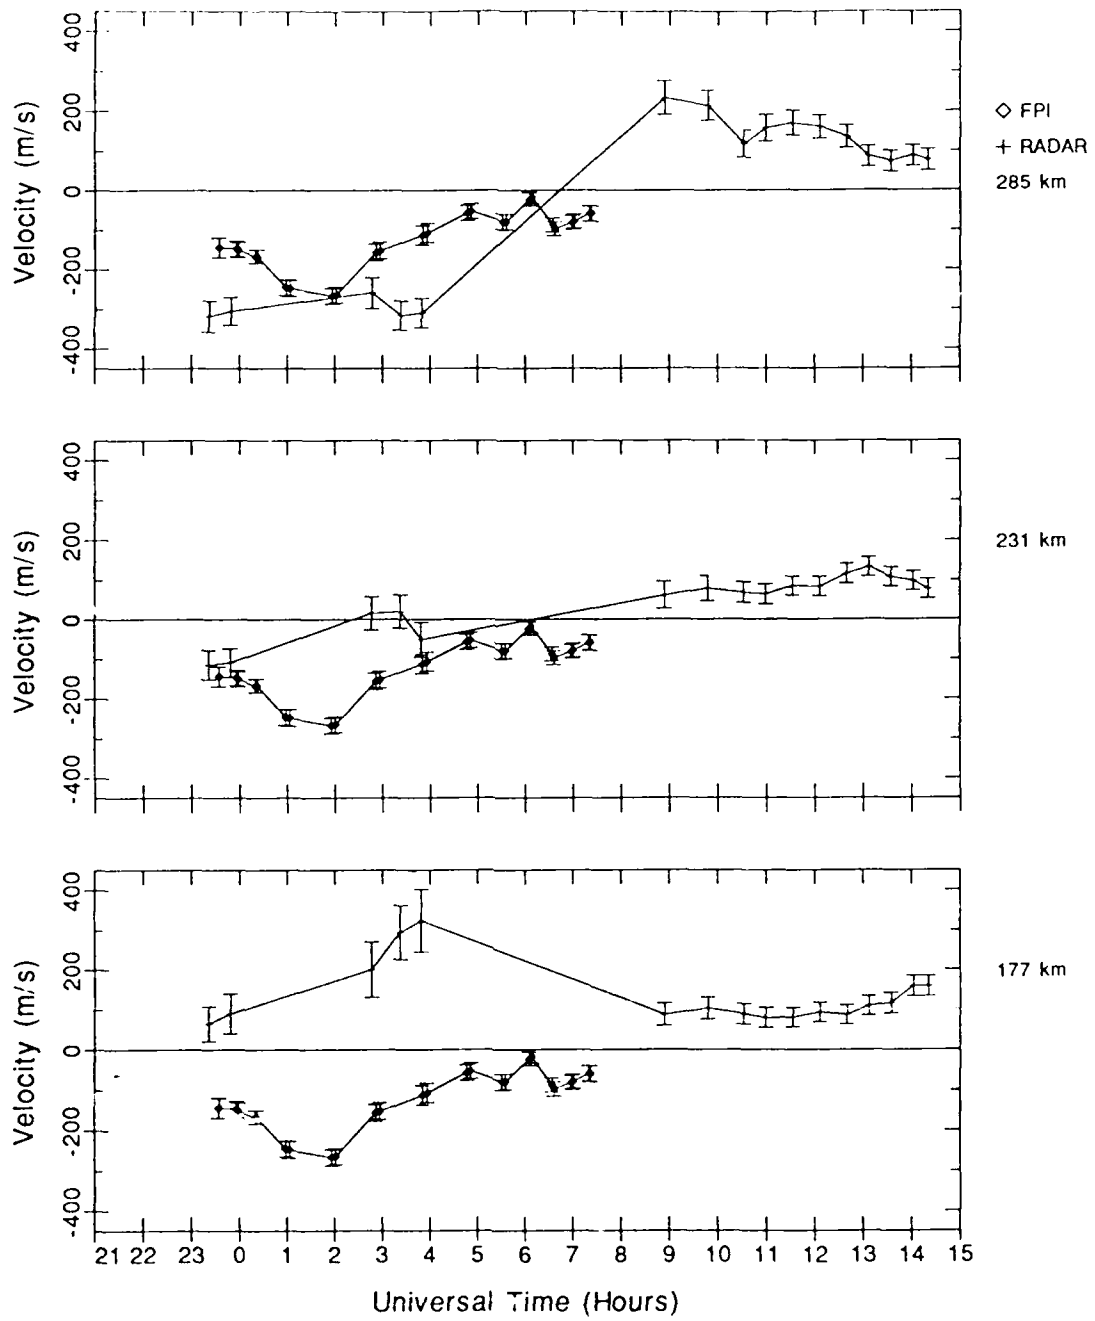 400
200
0
-200
-400
Velocity (m/s)
◇ FPI
+ RADAR
285 km
400
200
0
-200
-400
Velocity (m/s)
231 km
400
200
0
-200
-400
Velocity (m/s)
177 km
21 22 23 0 1 2 3 4 5 6 7 8 9 10 11 12 13 14 15
Universal Time (Hours)